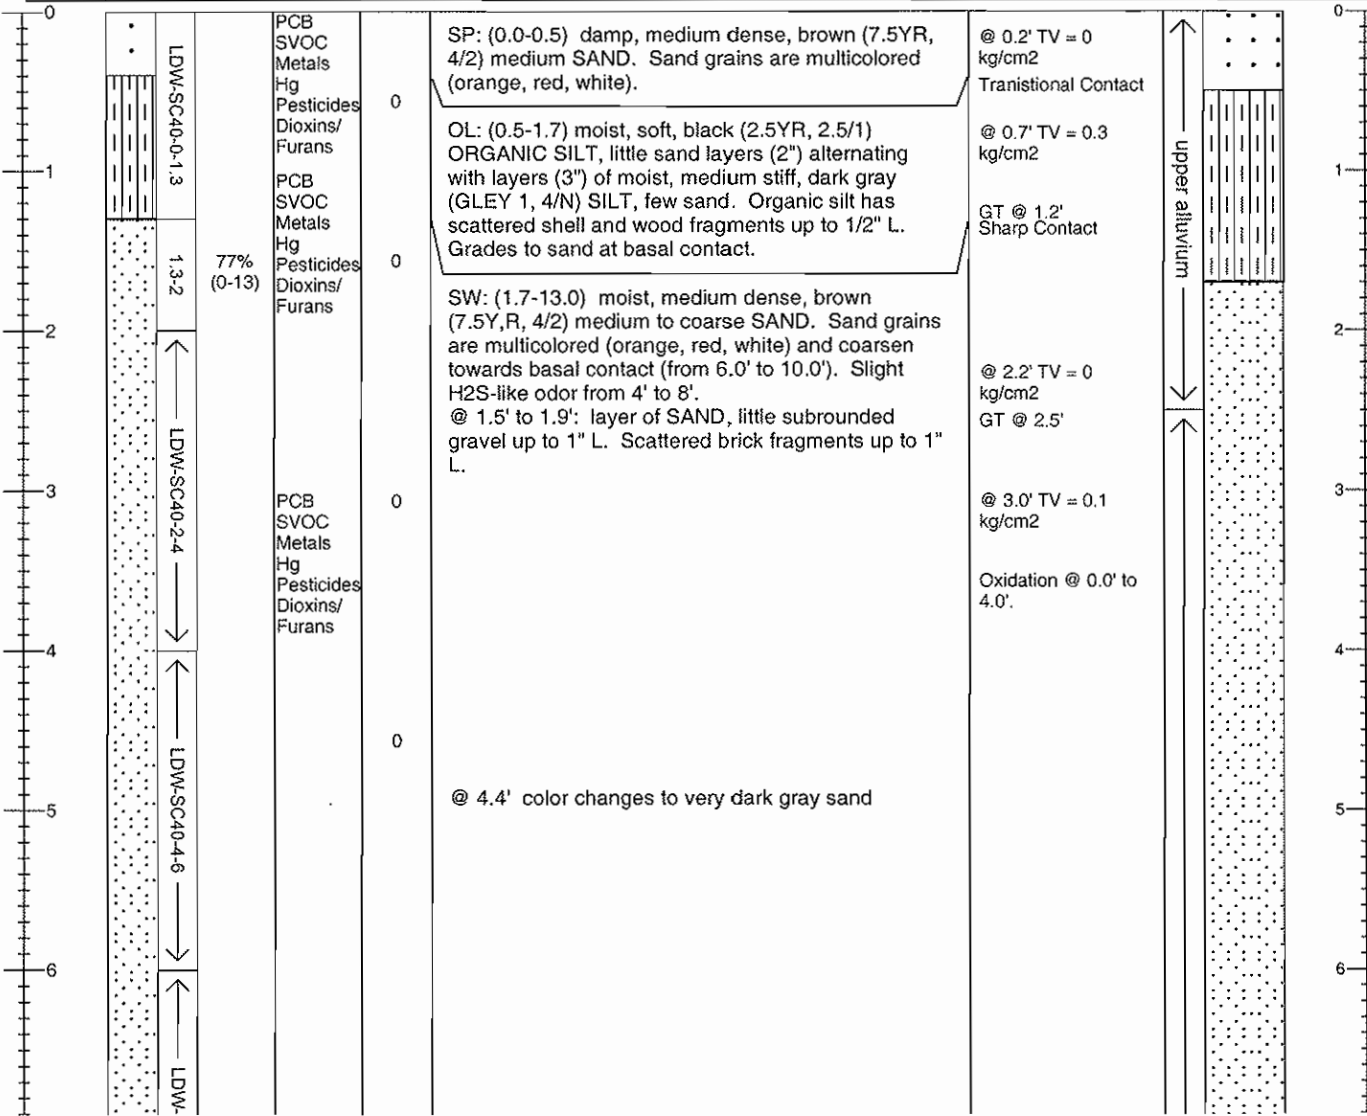 0
1
2
3
4
5
6
LDW-SC40-0-1.3
1.3-2
LDW-SC40-2-4
LDW-SC40-4-6
LDW-
77%
(0-13)
PCB
SVOC
Metals
Hg
Pesticides
Dioxins/
Furans
PCB
SVOC
Metals
Hg
Pesticides
Dioxins/
Furans
PCB
SVOC
Metals
Hg
Pesticides
Dioxins/
Furans
0
0
0
0
SP: (0.0-0.5) damp, medium dense, brown (7.5YR,
4/2) medium SAND. Sand grains are multicolored
(orange, red, white).
OL: (0.5-1.7) moist, soft, black (2.5YR, 2.5/1)
ORGANIC SILT, little sand layers (2") alternating
with layers (3") of moist, medium stiff, dark gray
(GLEY 1, 4/N) SILT, few sand. Organic silt has
scattered shell and wood fragments up to 1/2" L.
Grades to sand at basal contact.
SW: (1.7-13.0) moist, medium dense, brown
(7.5Y,R, 4/2) medium to coarse SAND. Sand grains
are multicolored (orange, red, white) and coarsen
towards basal contact (from 6.0' to 10.0'). Slight
H2S-like odor from 4' to 8'.
@ 1.5' to 1.9': layer of SAND, little subrounded
gravel up to 1" L. Scattered brick fragments up to 1"
L.
@ 4.4' color changes to very dark gray sand
@ 0.2' TV = 0
kg/cm2
Tranistional Contact
@ 0.7' TV = 0.3
kg/cm2
GT @ 1.2'
Sharp Contact
@ 2.2' TV = 0
kg/cm2
GT @ 2.5'
@ 3.0' TV = 0.1
kg/cm2
Oxidation @ 0.0' to
4.0'.
upper alluvium
0
1
2
3
4
5
6